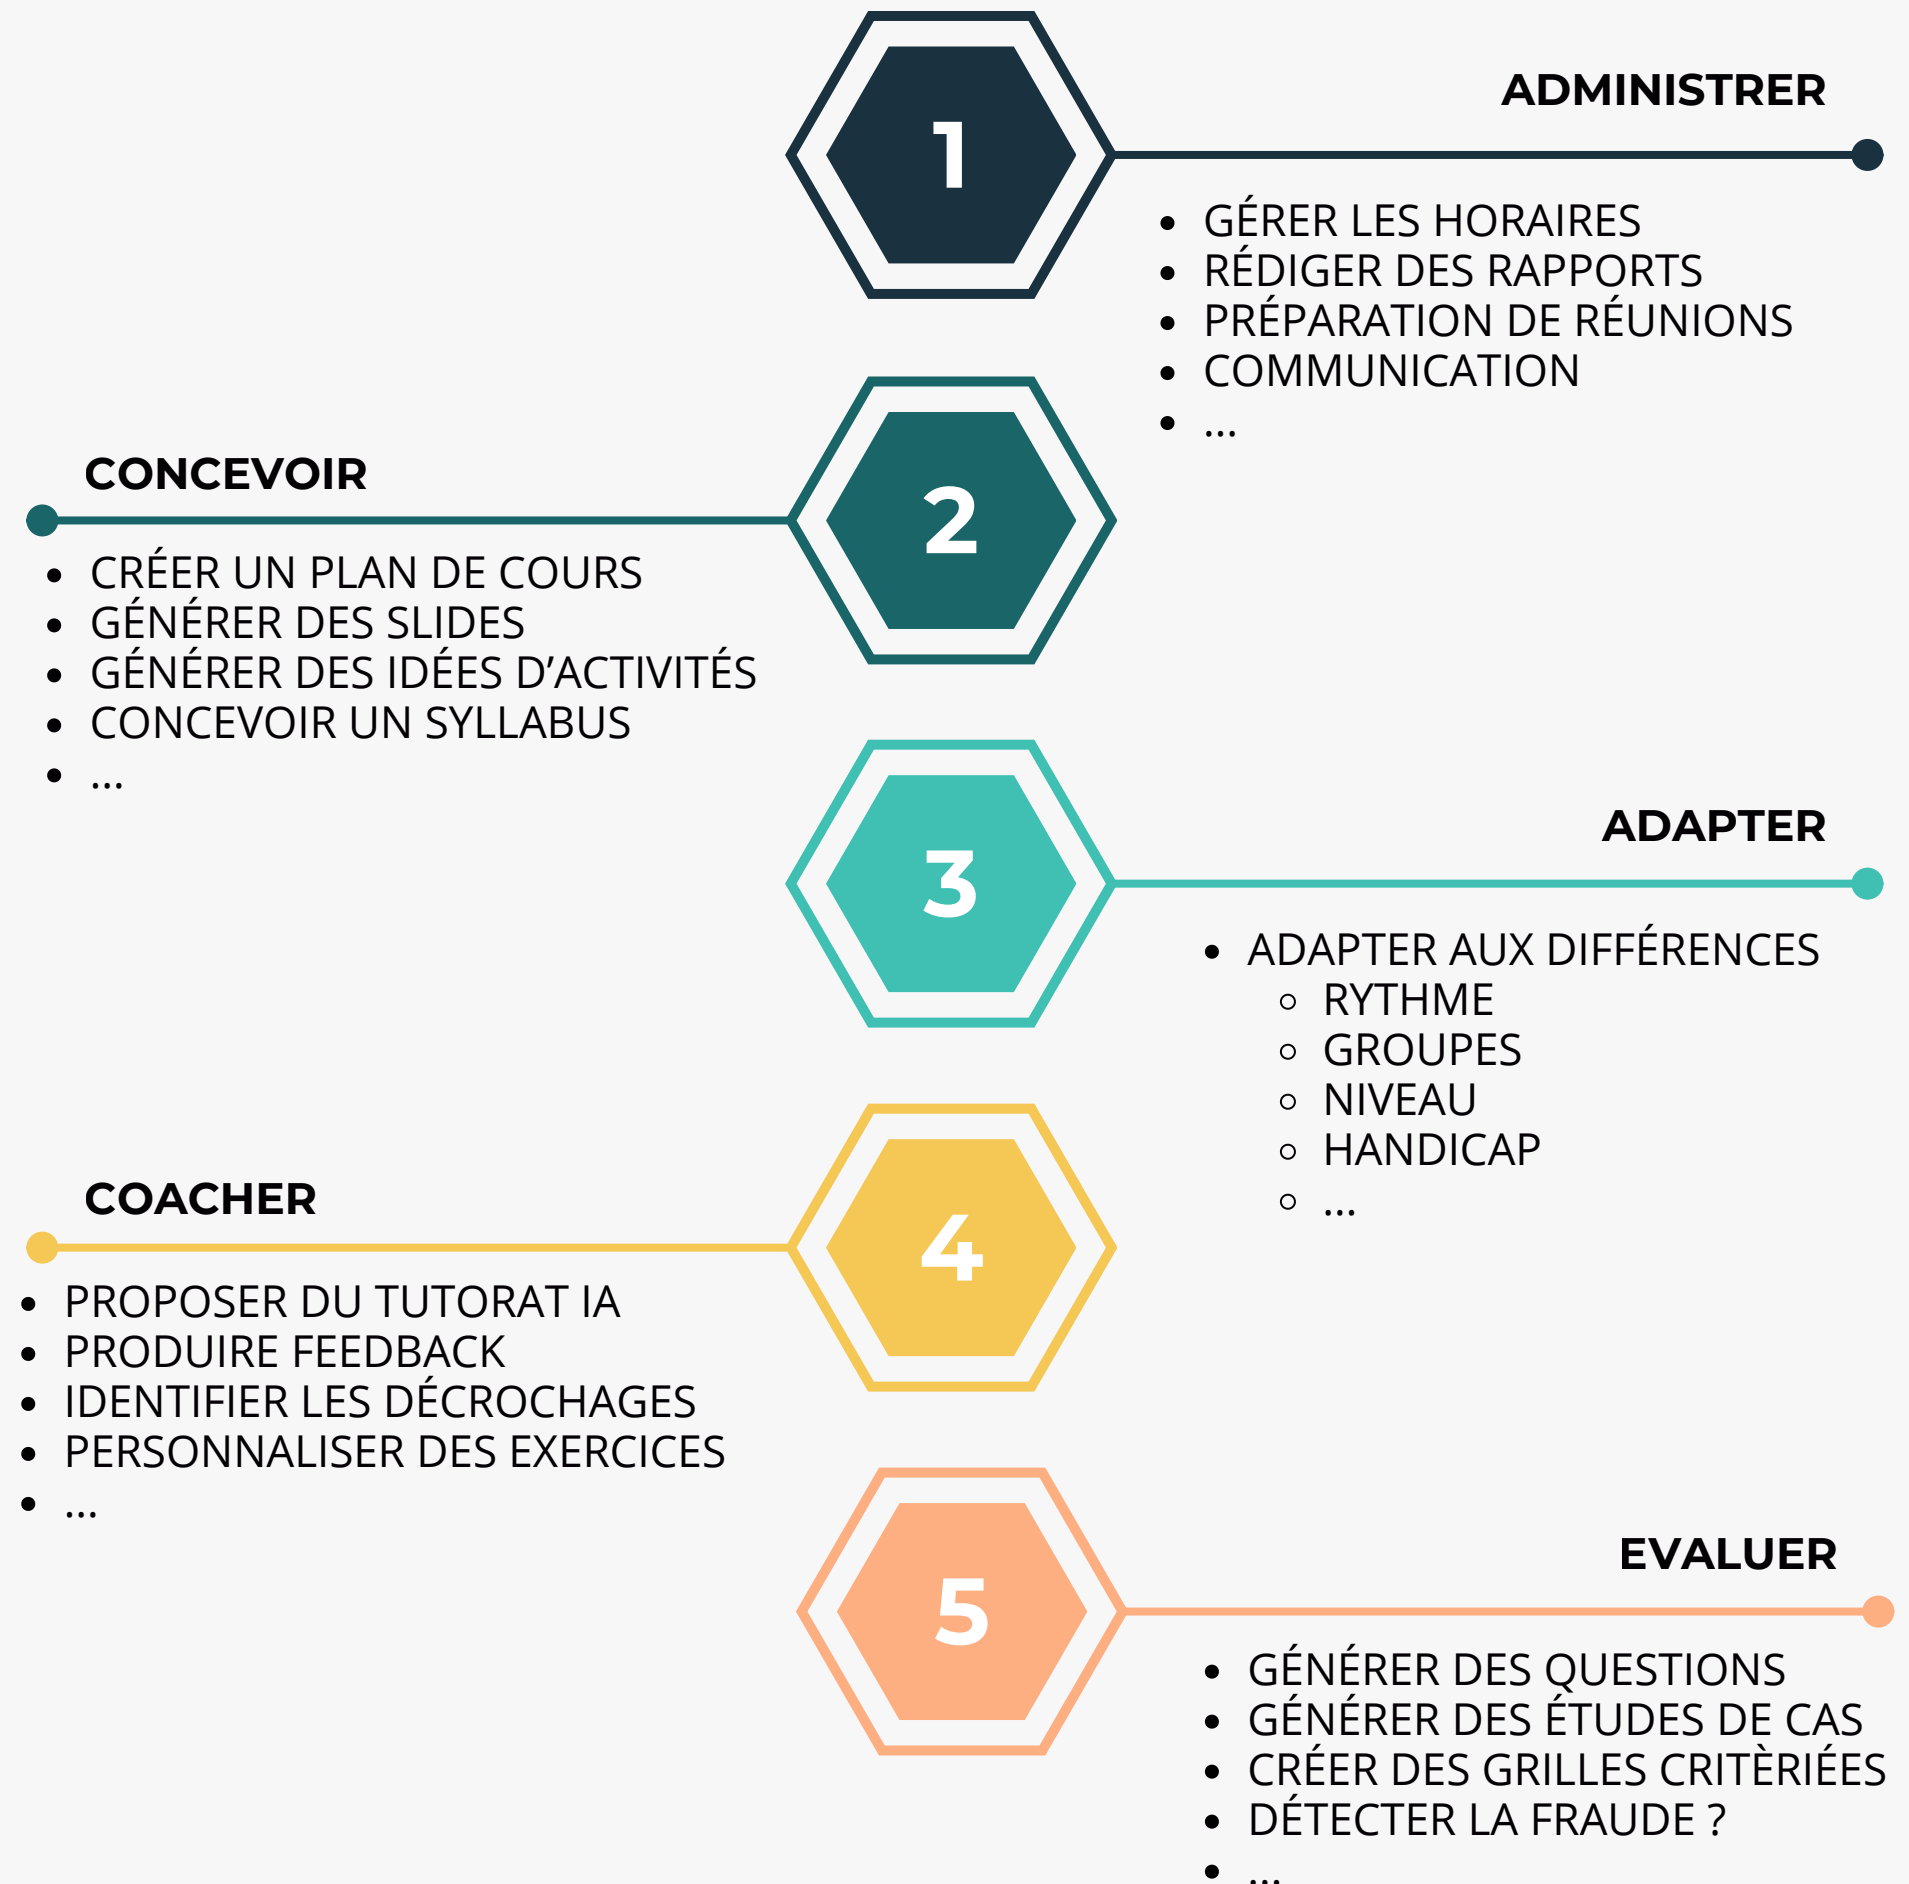 1
ADMINISTRER
• GÉRER LES HORAIRES
• RÉDIGER DES RAPPORTS
• PRÉPARATION DE RÉUNIONS
• COMMUNICATION
• ...
2
CONCEVOIR
• CRÉER UN PLAN DE COURS
• GÉNÉRER DES SLIDES
• GÉNÉRER DES IDÉES D’ACTIVITÉS
• CONCEVOIR UN SYLLABUS
• ...
3
ADAPTER
• ADAPTER AUX DIFFÉRENCES
◦ RYTHME
◦ GROUPES
◦ NIVEAU
◦ HANDICAP
◦ ...
4
COACHER
• PROPOSER DU TUTORAT IA
• PRODUIRE FEEDBACK
• IDENTIFIER LES DÉCROCHAGES
• PERSONNALISER DES EXERCICES
• ...
5
EVALUER
• GÉNÉRER DES QUESTIONS
• GÉNÉRER DES ÉTUDES DE CAS
• CRÉER DES GRILLES CRITÈRIÉES
• DÉTECTER LA FRAUDE ?
• ...